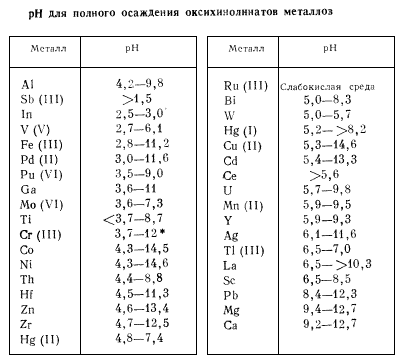 рН для полного осаждения оксихинолинатов металлоз
Металл рН
Al 4,2—9,8
Sb (III) >1,5
In 2,5—3,0
V (V) 2,7—6,1
Fe (III) 2,8—11,2
Pd (II) 3,0—11,6
Pu (VI) 3,5—9,0
Ga 3,6—11
Mo (VI) 3,6—7,3
Ti <3,7—8,7
Cr (III) 3,7—12*
Co 4,3—14,5
Ni 4,3—14,6
Th 4,4—8,8
Hf 4,5—11,3
Zn 4,6—13,4
Zr 4,7—12,5
Hg (II) 4,8—7,4
Металл рН
Ru (III) Слабокислая среда
Bi 5,0—8,3
W 5,0—5,7
Hg (I) 5,2— >8,2
Cu (II) 5,3—14,6
Cd 5,4—13,3
Ce >5,6
U 5,7—9,8
Mn (II) 5,9—9,5
Y 5,9—9,3
Ag 6,1—11,6
Tl (III) 6,5—7,0
La 6,5— >10,3
Sc 6,5—8,5
Pb 8,4—12,3
Mg 9,4—12,7
Ca 9,2—12,7